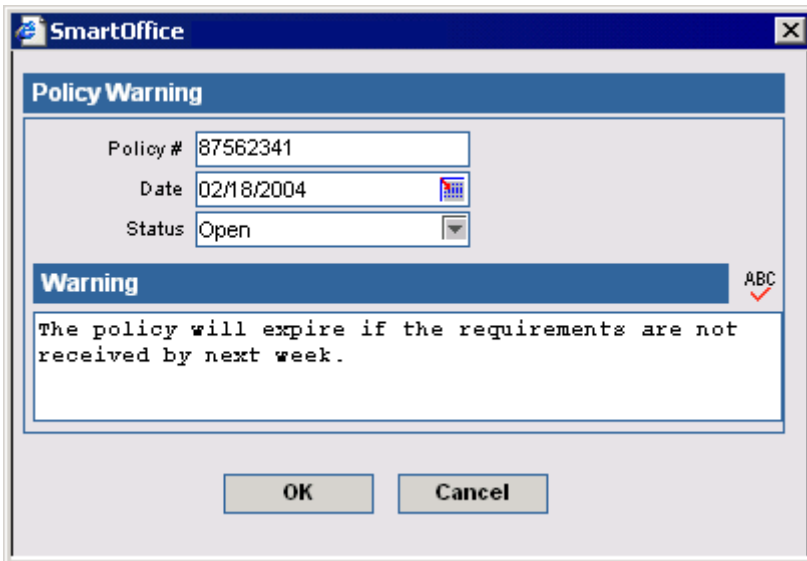 SmartOffice
Policy Warning
Policy # 87562341
Date 02/18/2004
Status Open
Warning
ABC
The policy will expire if the requirements are not
received by next week.
OK Cancel